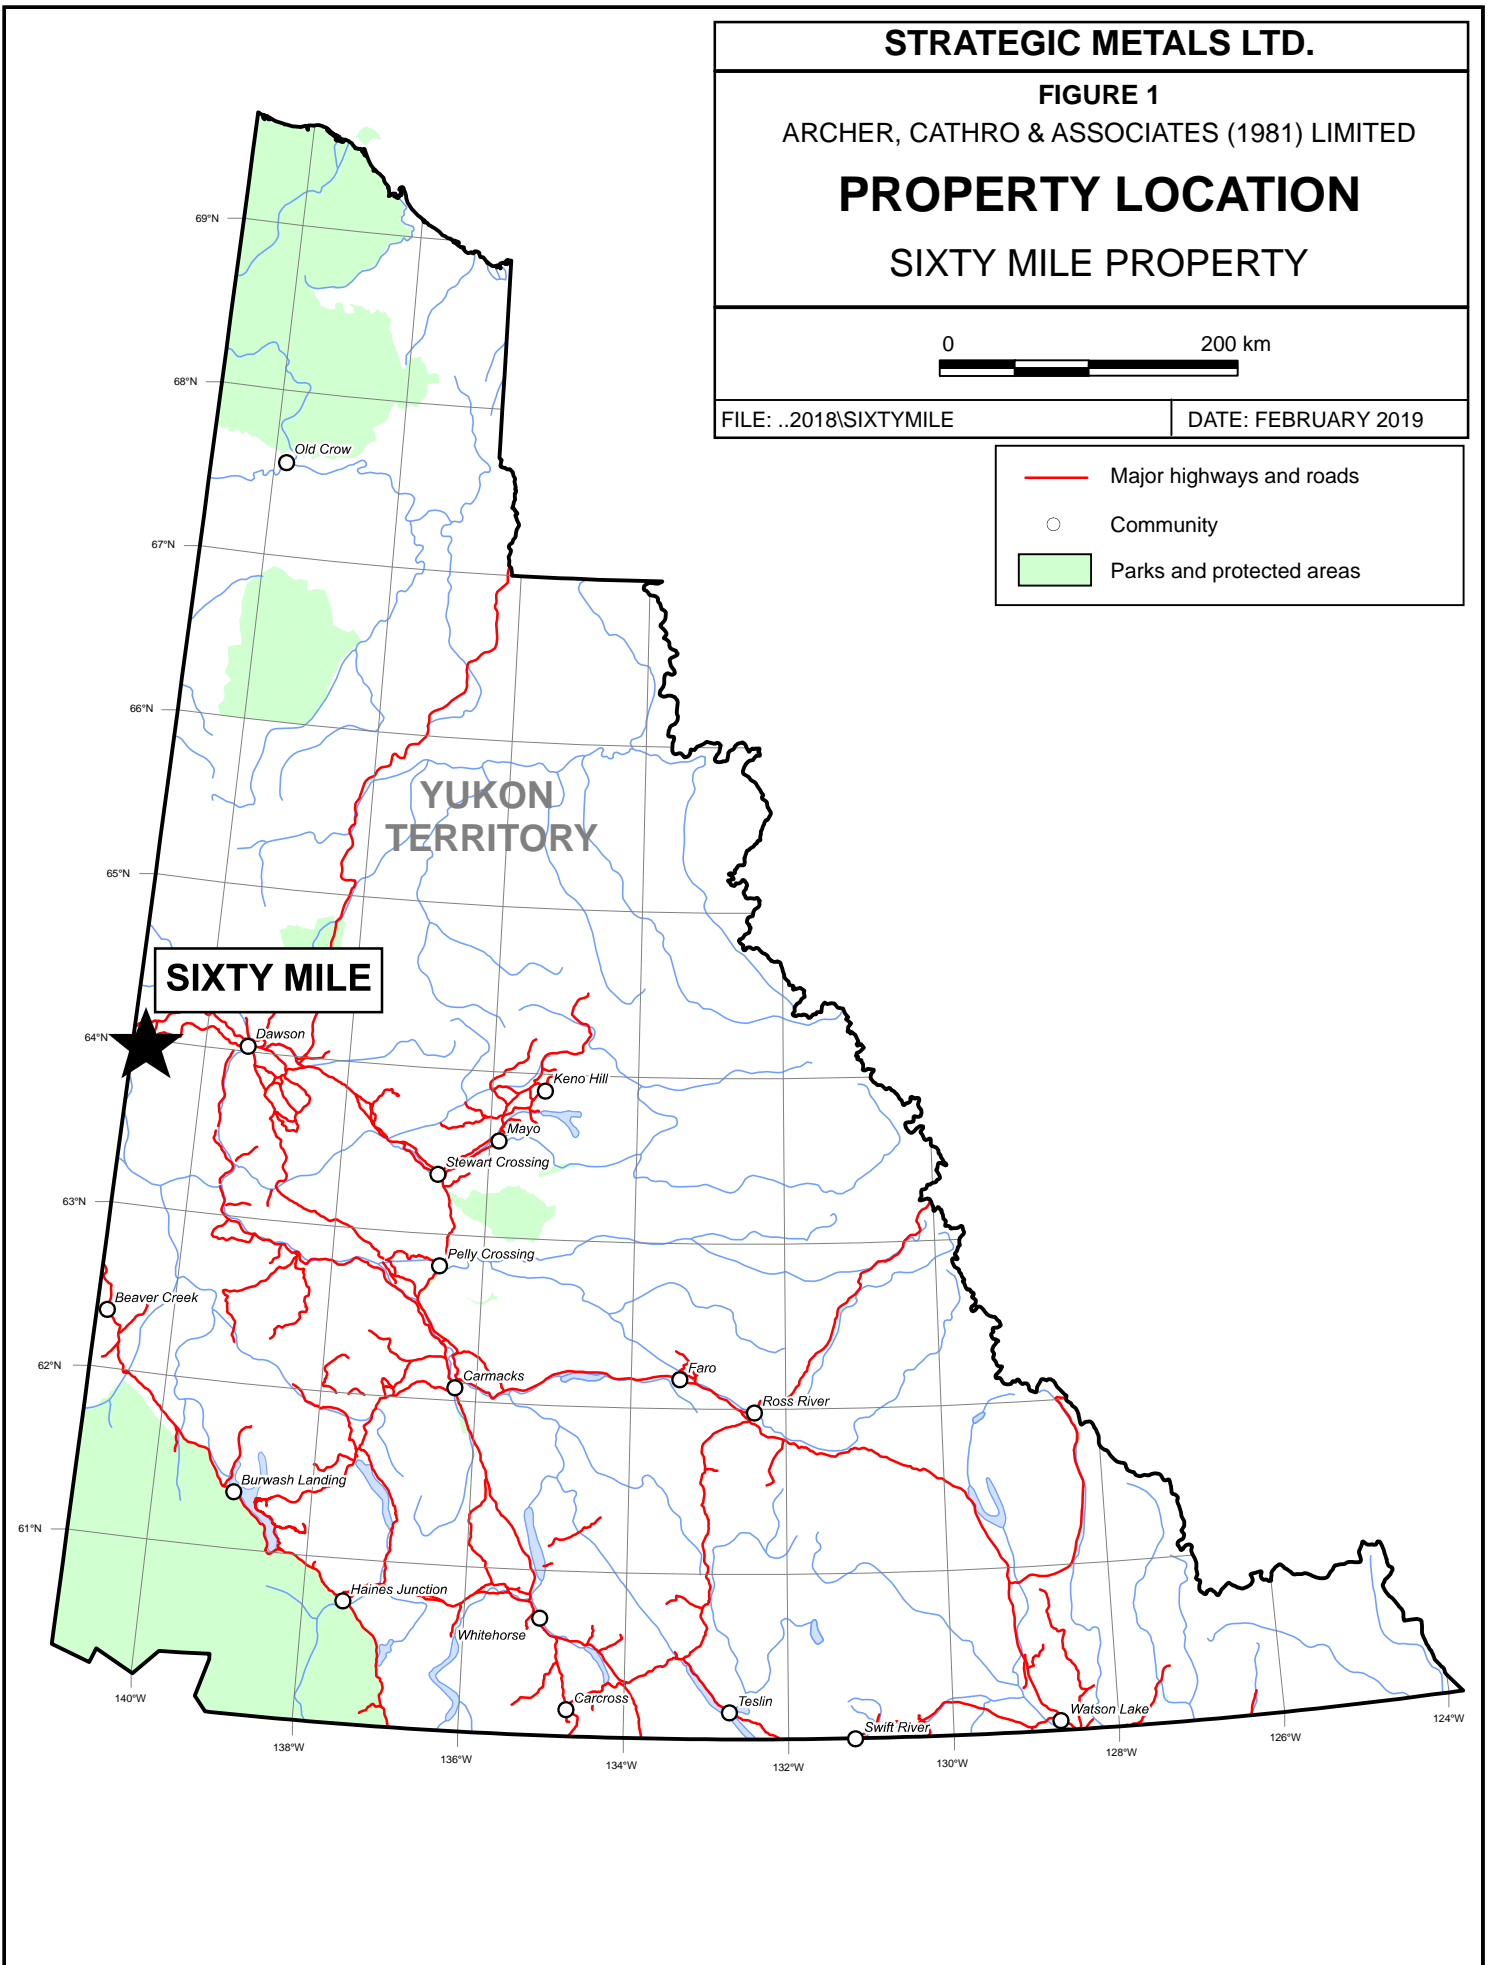 STRATEGIC METALS LTD.
FIGURE 1
ARCHER, CATHRO & ASSOCIATES (1981) LIMITED
PROPERTY LOCATION
SIXTY MILE PROPERTY
0 200 km
FILE: ..2018\SIXTYMILE DATE: FEBRUARY 2019
Major highways and roads
Community
Parks and protected areas
69°N
68°N
Old Crow
67°N
66°N
YUKON
TERRITORY
65°N
SIXTY MILE
64°N
Dawson
Keno Hill
Mayo
Stewart Crossing
63°N
Pelly Crossing
Beaver Creek
62°N
Carmacks
Faro
Ross River
Burwash Landing
61°N
Haines Junction
Whitehorse
Carcross
Teslin
Swift River
Watson Lake
140°W
138°W
136°W
134°W
132°W
130°W
128°W
126°W
124°W